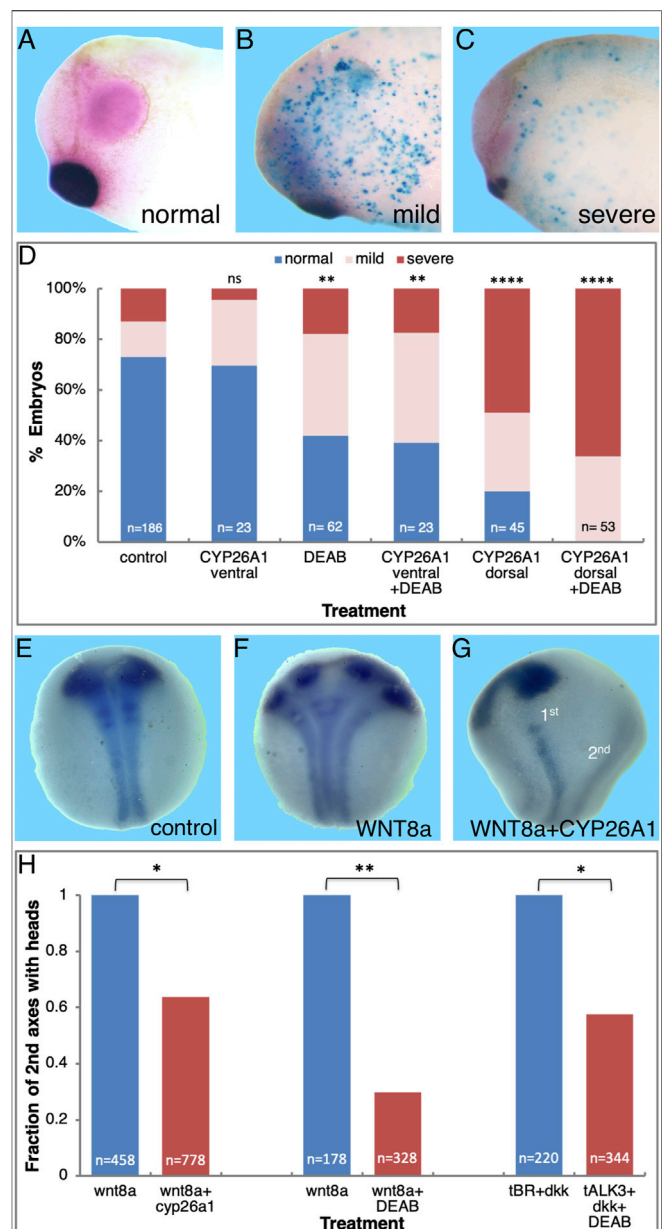 A
normal
B
mild
C
severe
D
normal mild severe
ns ** ** **** ****
100%
80%
60%
40%
20%
0%
% Embryos
n=186 n= 23 n= 62 n= 23 n= 45 n= 53
control CYP26A1 DEAB CYP26A1 CYP26A1 CYP26A1
ventral ventral dorsal dorsal
+DEAB +DEAB
Treatment
E
control
F
WNT8a
G
1st
2nd
WNT8a+CYP26A1
H
* ** *
1
0.8
0.6
0.4
0.2
0
Fraction of 2nd axes with heads
n=458 n=778 n=178 n=328 n=220 n=344
wnt8a wnt8a+ wnt8a wnt8a+ tBR+dkk tALK3+
cyp26a1 DEAB dkk+
DEAB
Treatment